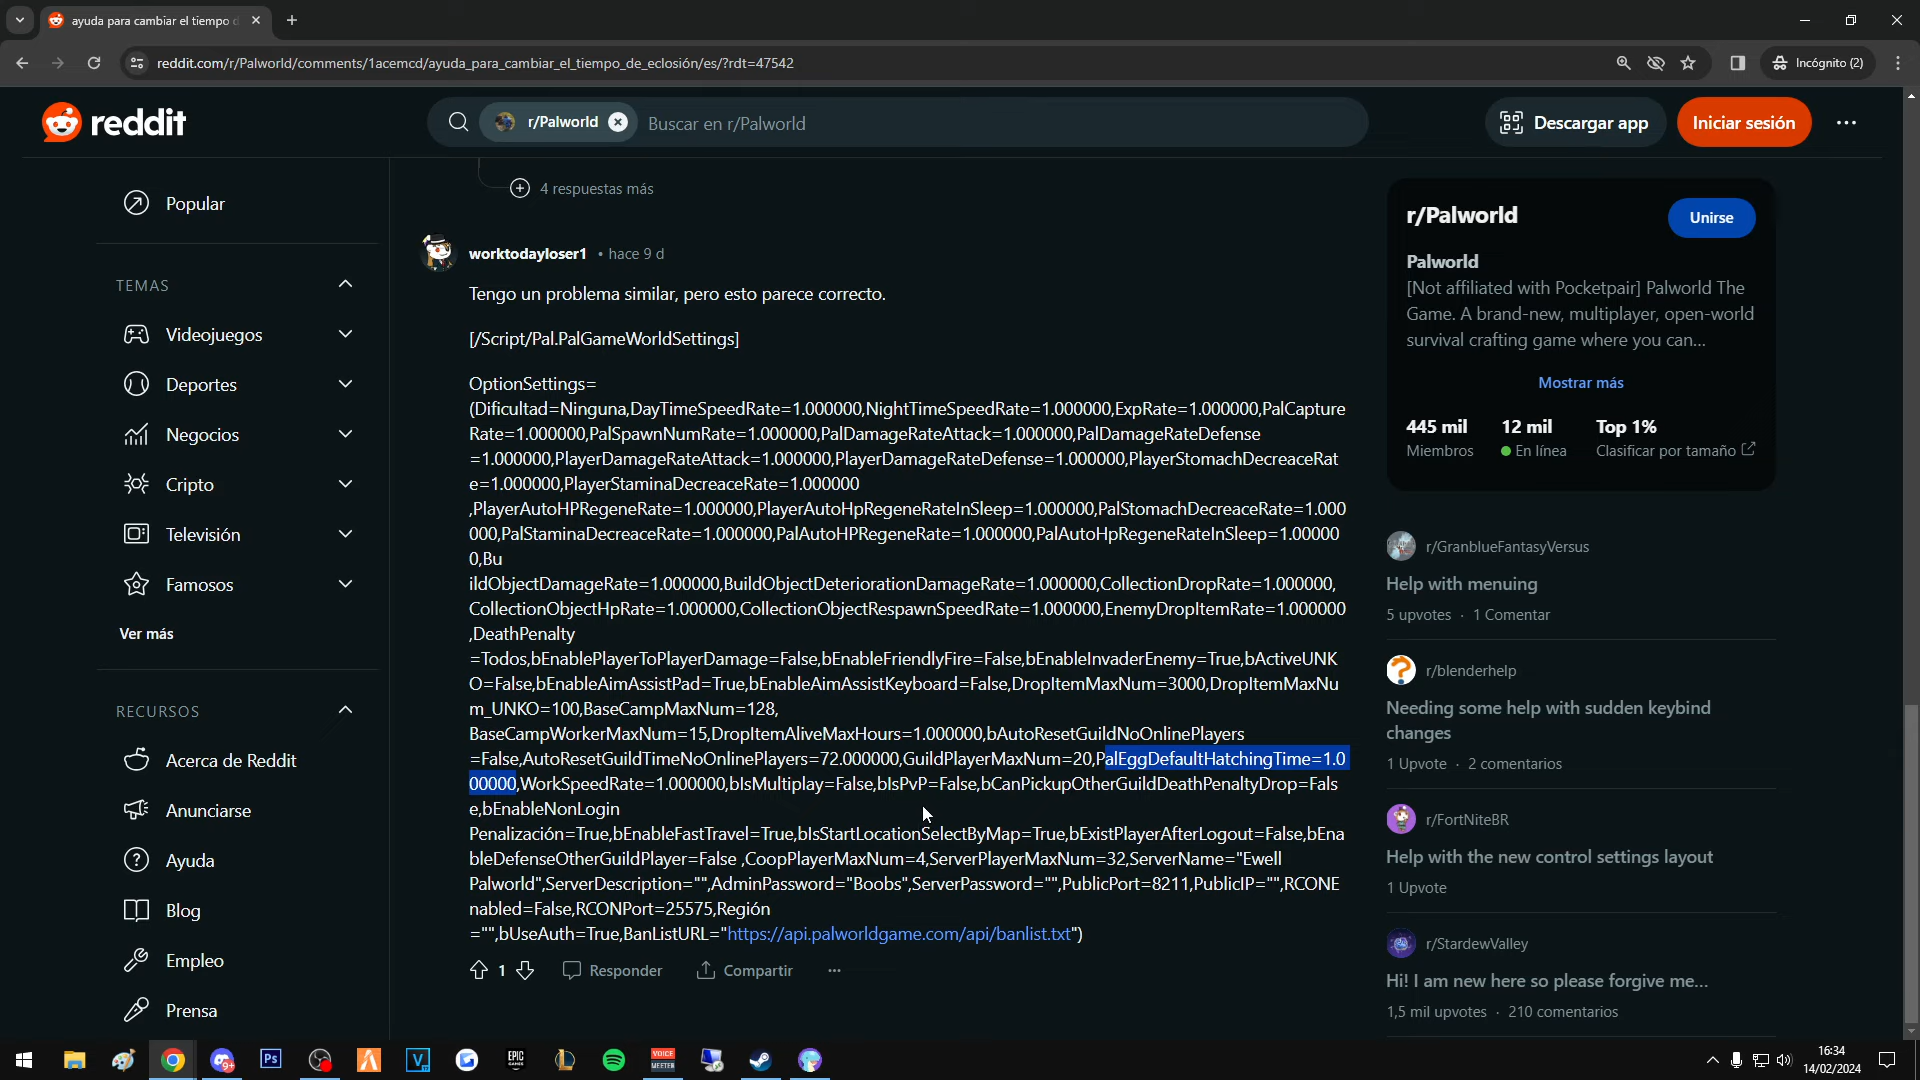 ayuda para cambiar el tiempo d
reddit.com/r/Palworld/comments/1acemcd/ayuda_para_cambiar_el_tiempo_de_eclosión/es/?rdt=47542
Incógnito (2)
reddit
r/Palworld
Buscar en r/Palworld
Descargar app
Iniciar sesión
Popular
TEMAS
Videojuegos
Deportes
Negocios
Cripto
Televisión
Famosos
Ver más
RECURSOS
Acerca de Reddit
Anunciarse
Ayuda
Blog
Empleo
Prensa
4 respuestas más
worktodayloser1 • hace 9 d
Tengo un problema similar, pero esto parece correcto.
[/Script/Pal.PalGameWorldSettings]
OptionSettings=
(Dificultad=Ninguna,DayTimeSpeedRate=1.000000,NightTimeSpeedRate=1.000000,ExpRate=1.000000,PalCapture
Rate=1.000000,PalSpawnNumRate=1.000000,PalDamageRateAttack=1.000000,PalDamageRateDefense
=1.000000,PlayerDamageRateAttack=1.000000,PlayerDamageRateDefense=1.000000,PlayerStomachDecreaceRat
e=1.000000,PlayerStaminaDecreaceRate=1.000000
,PlayerAutoHPRegeneRate=1.000000,PlayerAutoHpRegeneRateInSleep=1.000000,PalStomachDecreaceRate=1.000
000,PalStaminaDecreaceRate=1.000000,PalAutoHPRegeneRate=1.000000,PalAutoHpRegeneRateInSleep=1.00000
0,Bu
ildObjectDamageRate=1.000000,BuildObjectDeteriorationDamageRate=1.000000,CollectionDropRate=1.000000,
CollectionObjectHpRate=1.000000,CollectionObjectRespawnSpeedRate=1.000000,EnemyDropItemRate=1.000000
,DeathPenalty
=Todos,bEnablePlayerToPlayerDamage=False,bEnableFriendlyFire=False,bEnableInvaderEnemy=True,bActiveUNK
O=False,bEnableAimAssistPad=True,bEnableAimAssistKeyboard=False,DropItemMaxNum=3000,DropItemMaxNu
m_UNKO=100,BaseCampMaxNum=128,
BaseCampWorkerMaxNum=15,DropItemAliveMaxHours=1.000000,bAutoResetGuildNoOnlinePlayers
=False,AutoResetGuildTimeNoOnlinePlayers=72.000000,GuildPlayerMaxNum=20,PalEggDefaultHatchingTime=1.0
00000,WorkSpeedRate=1.000000,bIsMultiplay=False,bIsPvP=False,bCanPickupOtherGuildDeathPenaltyDrop=Fals
e,bEnableNonLogin
Penalización=True,bEnableFastTravel=True,bIsStartLocationSelectByMap=True,bExistPlayerAfterLogout=False,bEna
bleDefenseOtherGuildPlayer=False ,CoopPlayerMaxNum=4,ServerPlayerMaxNum=32,ServerName="Ewell
Palworld",ServerDescription="",AdminPassword="Boobs",ServerPassword="",PublicPort=8211,PublicIP="",RCONE
nabled=False,RCONPort=25575,Región
="",bUseAuth=True,BanListURL="https://api.palworldgame.com/api/banlist.txt")
1
Responder
Compartir
r/Palworld
Unirse
Palworld
[Not affiliated with Pocketpair] Palworld The
Game. A brand-new, multiplayer, open-world
survival crafting game where you can...
Mostrar más
445 mil
12 mil
Top 1%
Miembros
En línea
Clasificar por tamaño
r/GranblueFantasyVersus
Help with menuing
5 upvotes · 1 Comentar
r/blenderhelp
Needing some help with sudden keybind
changes
1 Upvote · 2 comentarios
r/FortNiteBR
Help with the new control settings layout
1 Upvote
r/StardewValley
Hi! I am new here so please forgive me...
1,5 mil upvotes · 210 comentarios
9+
Ps
V
EPIC
GAMES
VOICE
MEETER
16:34
14/02/2024